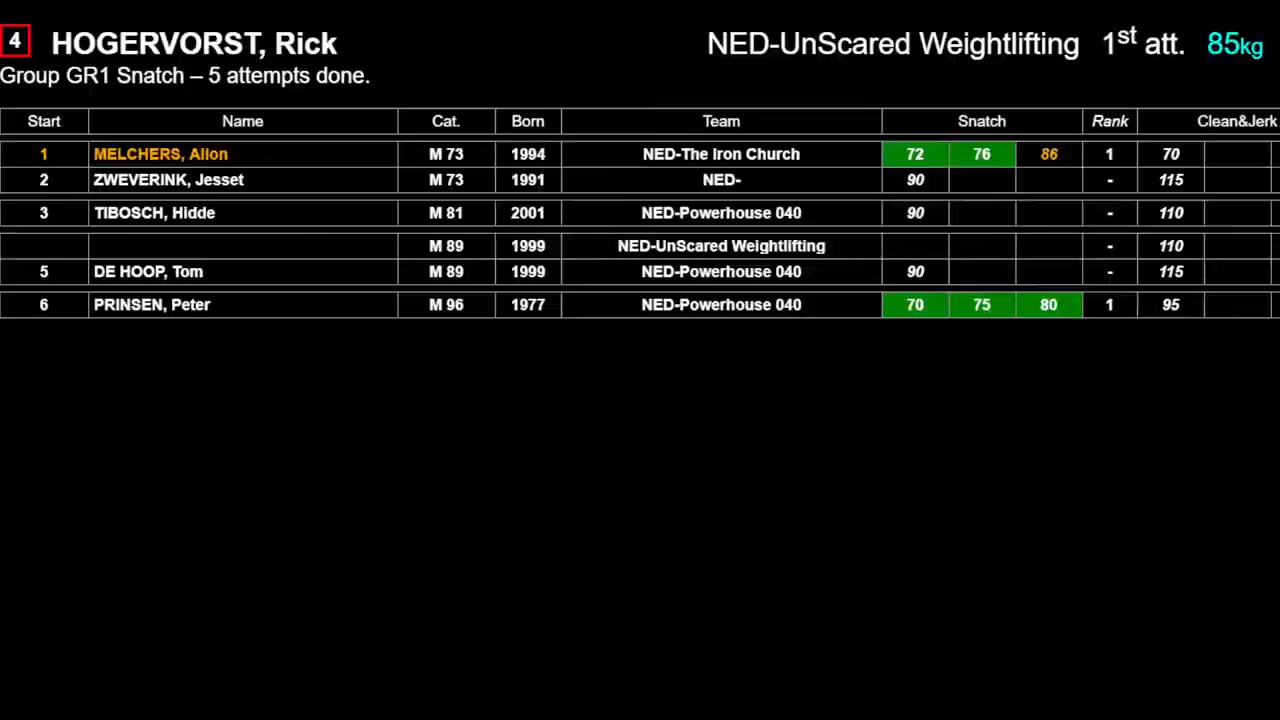 4 HOGERVORST, Rick NED-UnScared Weightlifting 1st att. 85kg
Group GR1 Snatch – 5 attempts done.
Start Name Cat. Born Team Snatch Rank Clean&Jerk
1 MELCHERS, Allon M 73 1994 NED-The Iron Church 72 76 86 1 70
2 ZWEVERINK, Jesset M 73 1991 NED- 90 - 115
3 TIBOSCH, Hidde M 81 2001 NED-Powerhouse 040 90 - 110
M 89 1999 NED-UnScared Weightlifting - 110
5 DE HOOP, Tom M 89 1999 NED-Powerhouse 040 90 - 115
6 PRINSEN, Peter M 96 1977 NED-Powerhouse 040 70 75 80 1 95